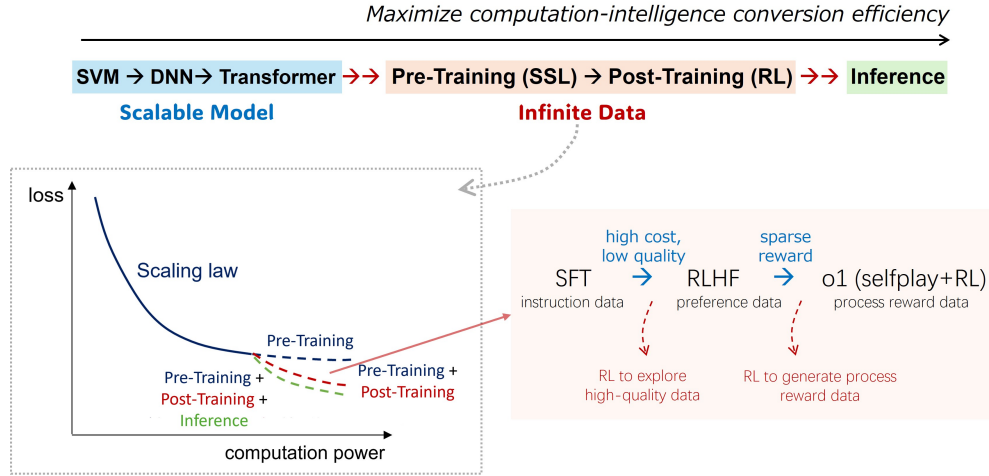 Maximize computation-intelligence conversion efficiency
SVM → DNN→ Transformer →→ Pre-Training (SSL) → Post-Training (RL) →→ Inference
Scalable Model
Infinite Data
loss
Scaling law
Pre-Training
Pre-Training +
Post-Training +
Inference
Pre-Training +
Post-Training
computation power
high cost,
low quality
sparse
reward
SFT → RLHF → o1 (selfplay+RL)
instruction data
preference data
process reward data
RL to explore
high-quality data
RL to generate process
reward data